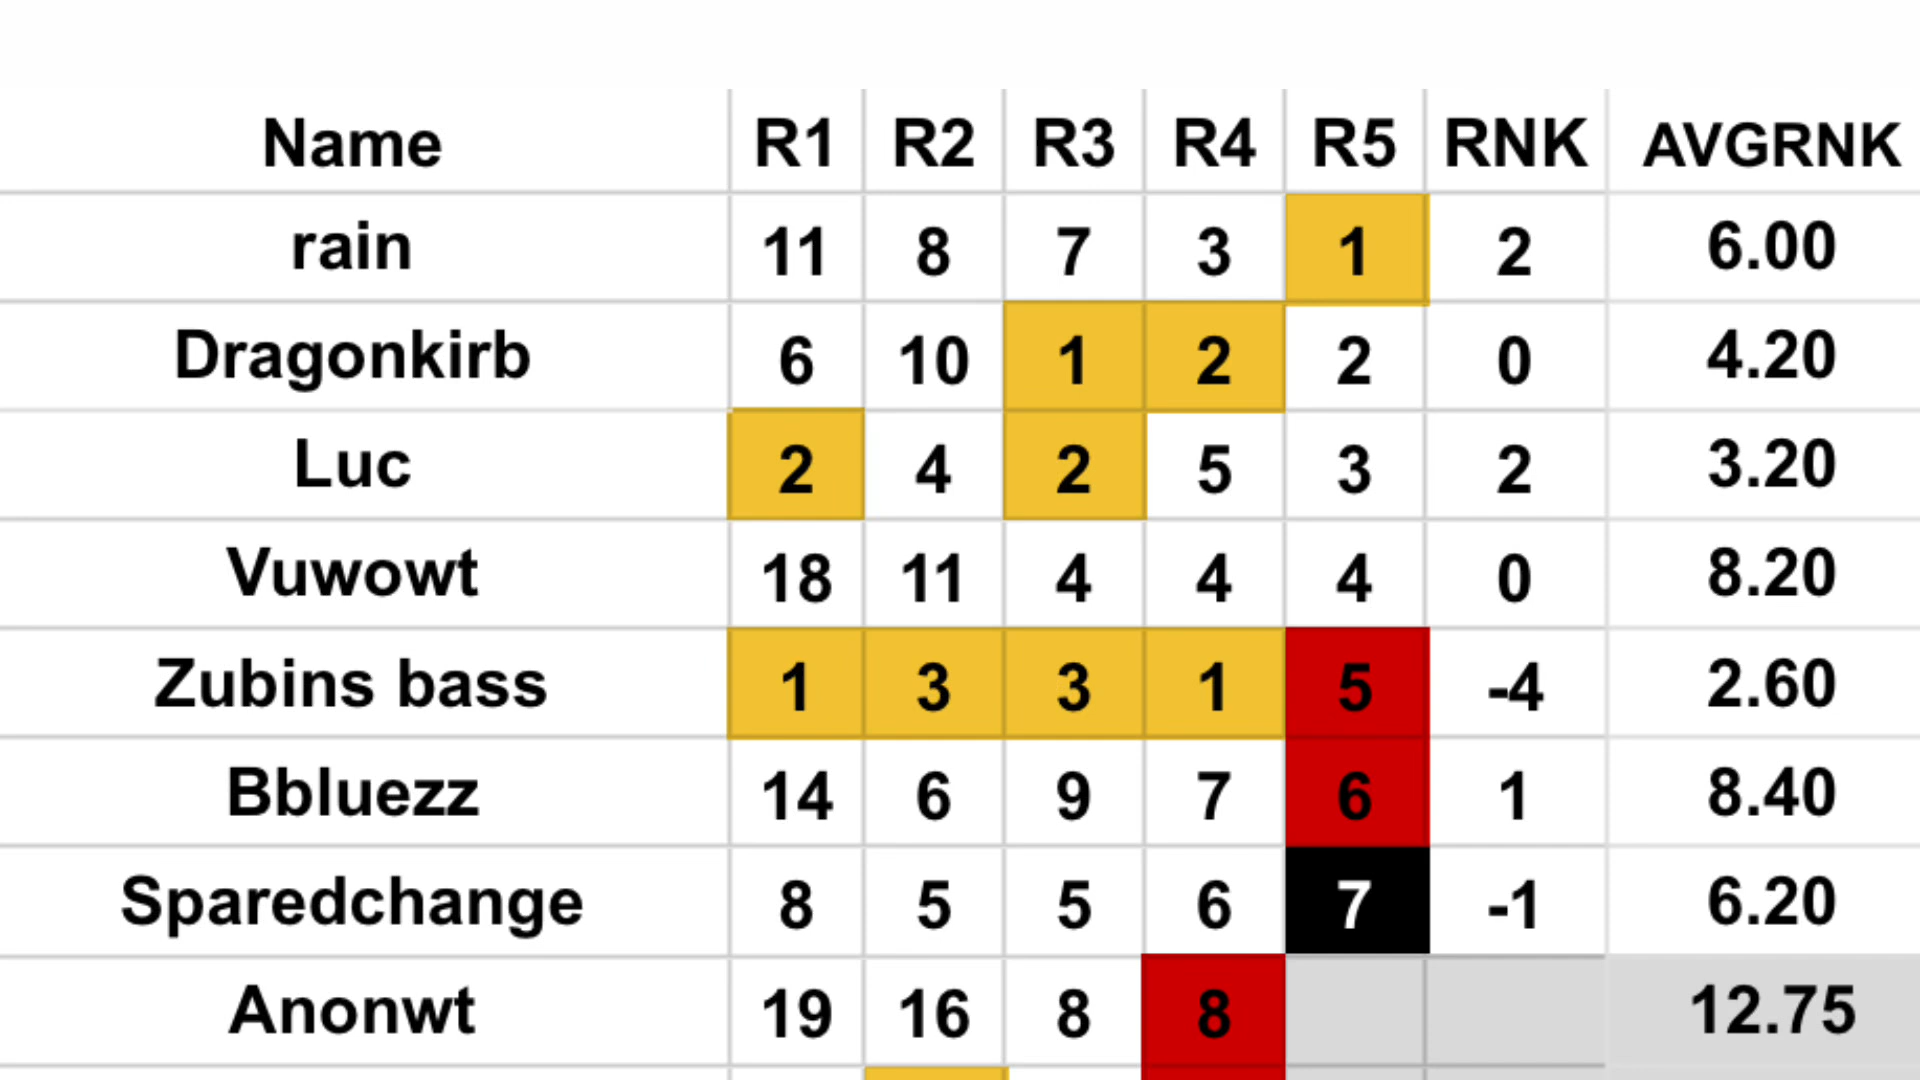 Name R1 R2 R3 R4 R5 RNK AVGRNK
rain 11 8 7 3 1 2 6.00
Dragonkirb 6 10 1 2 2 0 4.20
Luc 2 4 2 5 3 2 3.20
Vuwowt 18 11 4 4 4 0 8.20
Zubins bass 1 3 3 1 5 -4 2.60
Bbluezz 14 6 9 7 6 1 8.40
Sparedchange 8 5 5 6 7 -1 6.20
Anonwt 19 16 8 8 12.75